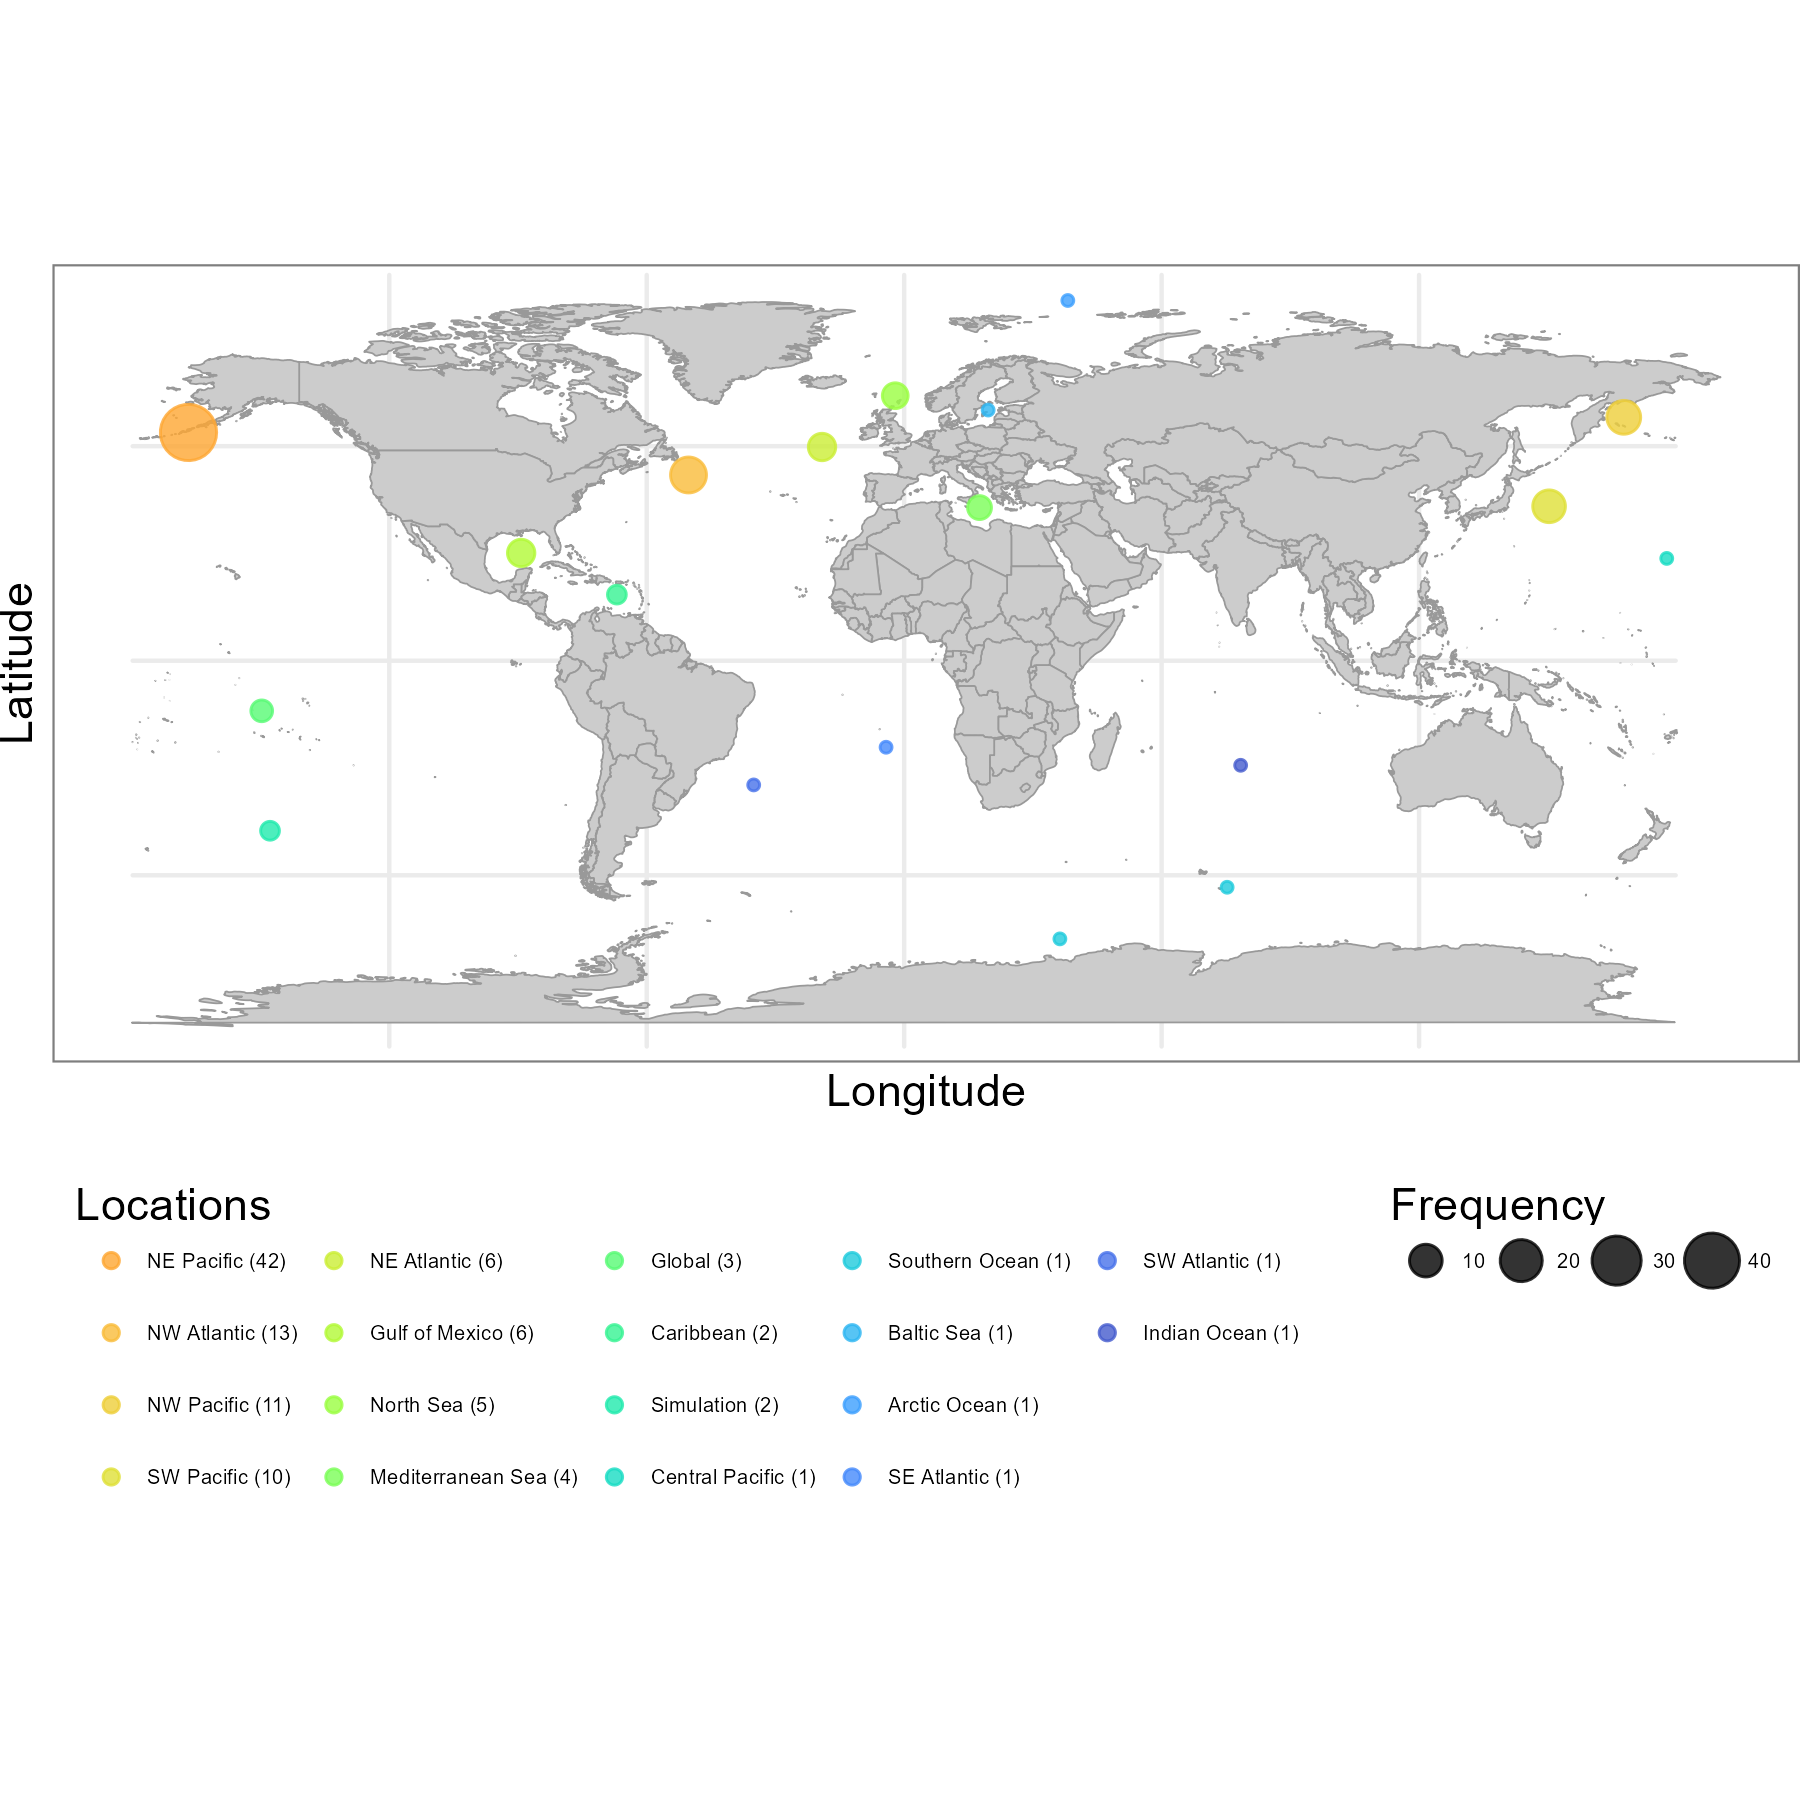 Latitude
Longitude
Locations
Frequency
NE Pacific (42)
NE Atlantic (6)
Global (3)
Southern Ocean (1)
SW Atlantic (1)
10
20
30
40
NW Atlantic (13)
Gulf of Mexico (6)
Caribbean (2)
Baltic Sea (1)
Indian Ocean (1)
NW Pacific (11)
North Sea (5)
Simulation (2)
Arctic Ocean (1)
SW Pacific (10)
Mediterranean Sea (4)
Central Pacific (1)
SE Atlantic (1)